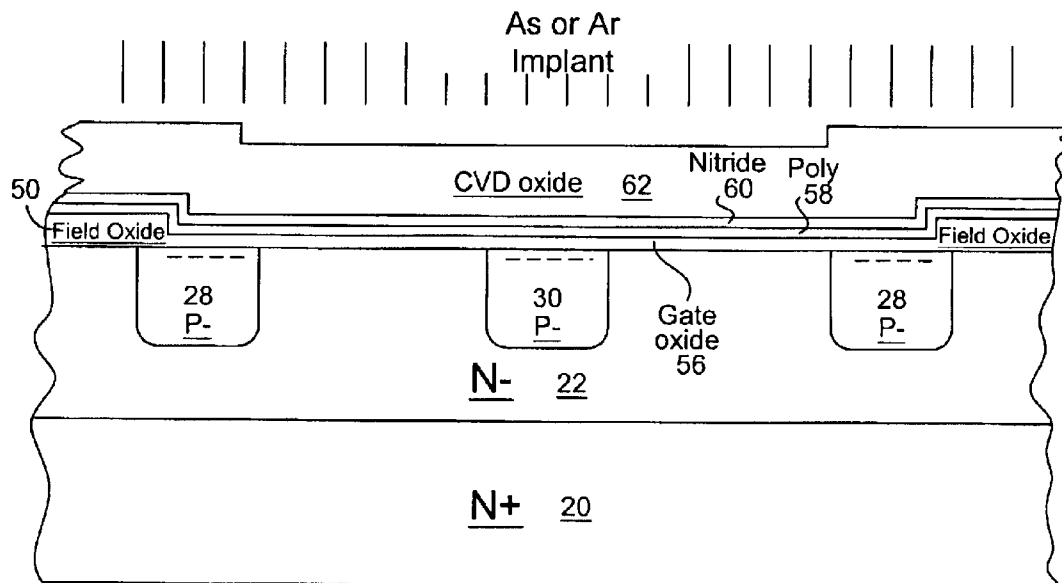 As or Ar
Implant
Nitride
60
Poly
58
CVD oxide 62
50
Field Oxide
Field Oxide
28
P-
30
P-
28
P-
Gate
oxide
56
N- 22
N+ 20